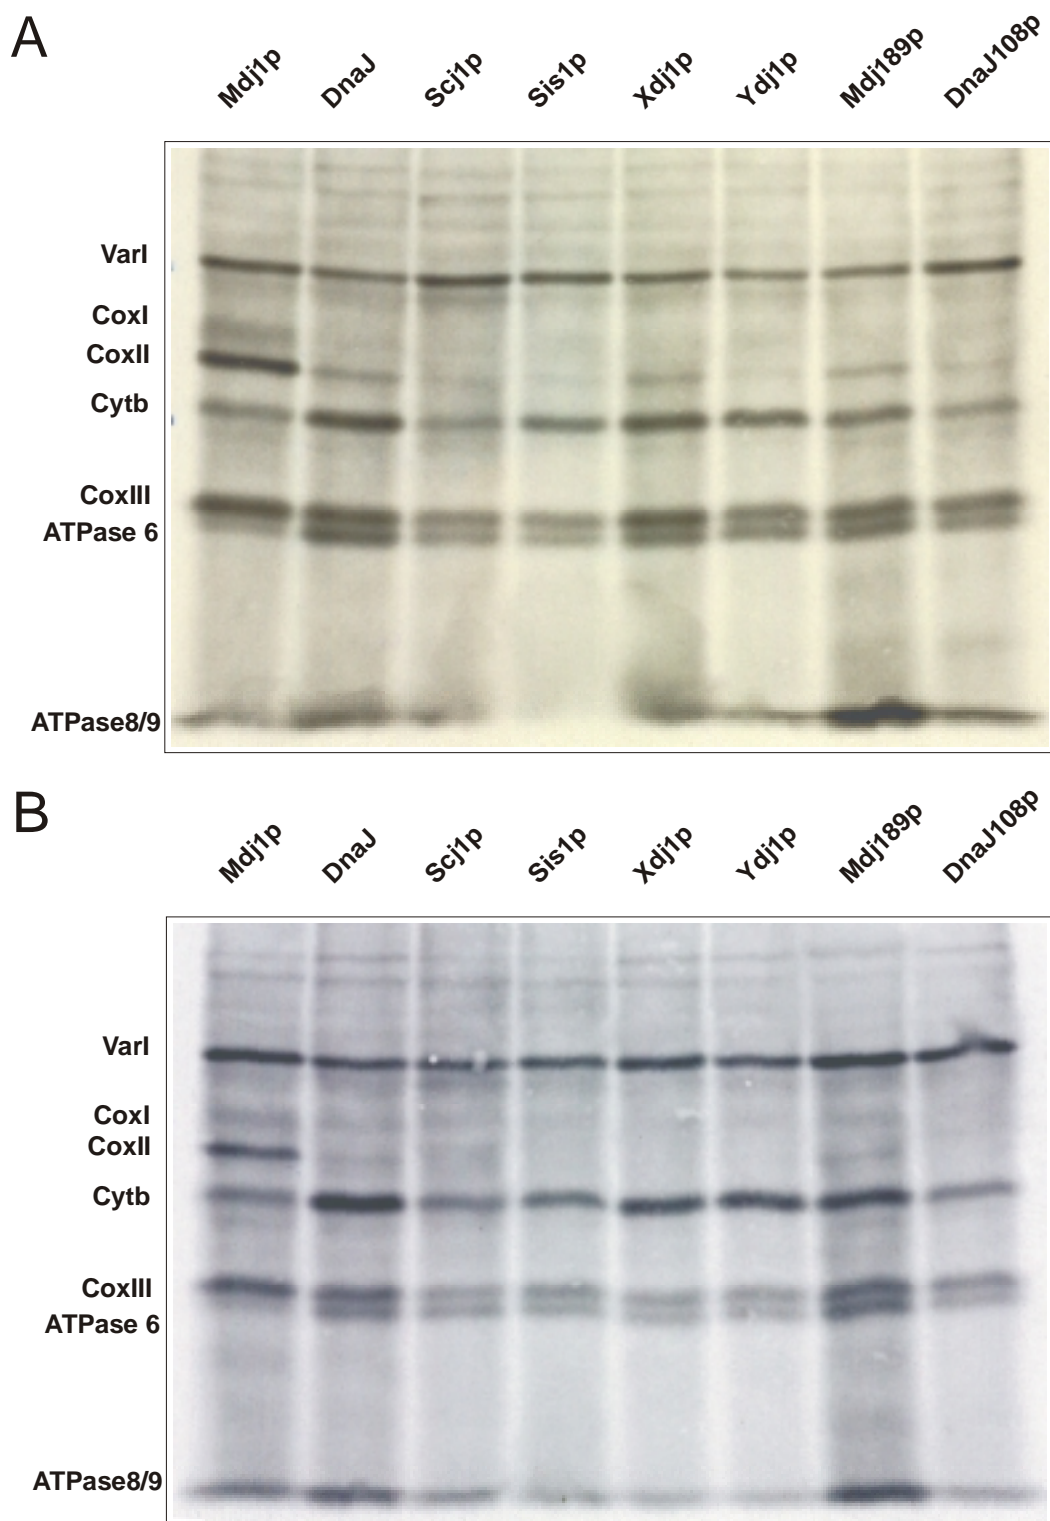 A
Mdj1p DnaJ Scj1p Sis1p Xdj1p Ydj1p Mdj189p DnaJ108p
VarI
CoxI
CoxII
Cytb
CoxIII
ATPase 6
ATPase8/9
B
Mdj1p DnaJ Scj1p Sis1p Xdj1p Ydj1p Mdj189p DnaJ108p
VarI
CoxI
CoxII
Cytb
CoxIII
ATPase 6
ATPase8/9